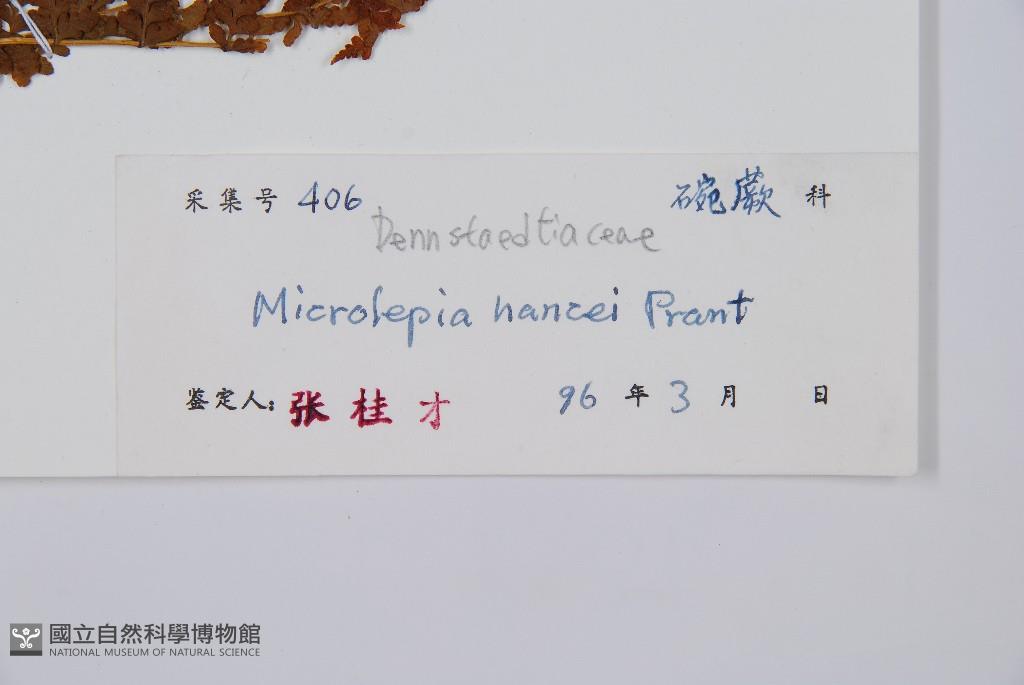 采集号 406 碗蕨 科
Dennstaedtiaceae
Microlepia hancei Prant
鉴定人: 张桂才 96 年 3 月 日
國立自然科學博物館
NATIONAL MUSEUM OF NATURAL SCIENCE